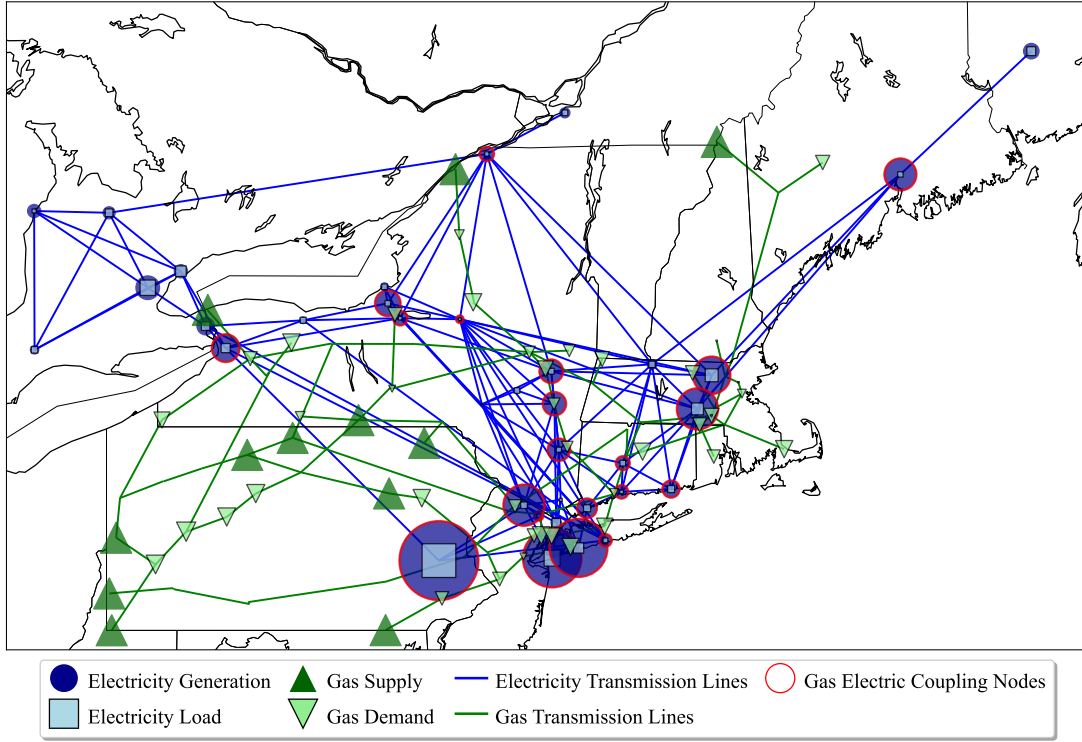 Electricity Generation
Gas Supply
Electricity Transmission Lines
Gas Electric Coupling Nodes
Electricity Load
Gas Demand
Gas Transmission Lines